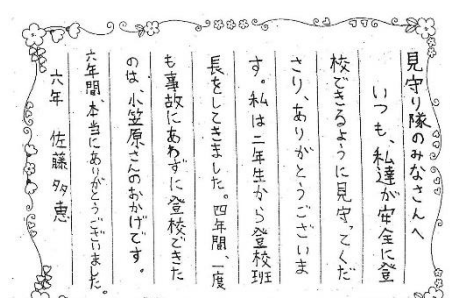 見守り隊のみなさんへ
いつも、私達が安全に登
校できるように見守ってくだ
さり、ありがとうございま
す。私は二年生から登校班
長をしてきました。四年間、一度
も事故にあわずに登校できた
のは、小笠原さんのおかげです。
六年間、本当にありがとうございました。
六年　佐藤多恵